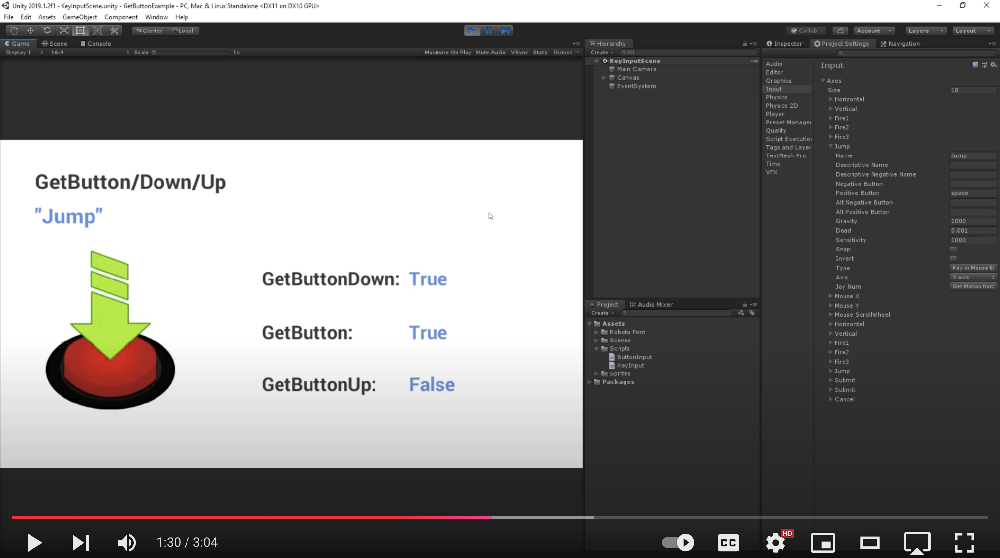 Unity 2019.1.2f1 - KeyInputScene.unity - GetButtonExample - PC, Mac & Linux Standalone <DX11 on DX10 GPU>
File Edit Assets GameObject Component Window Help
Center Local
Collab Account Layers Layout
Game Scene Console
Display 1 16:9 Scale 1x Maximize On Play Mute Audio VSync Stats Gizmos
GetButton/Down/Up
"Jump"
GetButtonDown: True
GetButton: True
GetButtonUp: False
Hierarchy
Create All
KeyInputScene
Main Camera
Canvas
EventSystem
Project Audio Mixer
Create
Assets
Roboto Font
Scenes
Scripts
ButtonInput
KeyInput
Sprites
Packages
Inspector Project Settings Navigation
Audio
Editor
Graphics
Input
Physics
Physics 2D
Player
Preset Manager
Quality
Script Executio
Tags and Layer
TextMesh Pro
Time
VFX
Input
Axes
Size 18
Horizontal
Vertical
Fire1
Fire2
Fire3
Jump
Name Jump
Descriptive Name
Descriptive Negative Name
Negative Button
Positive Button space
Alt Negative Button
Alt Positive Button
Gravity 1000
Dead 0.001
Sensitivity 1000
Snap
Invert
Type Key or Mouse B
Axis X axis
Joy Num Get Motion fror
Mouse X
Mouse Y
Mouse ScrollWheel
Horizontal
Vertical
Fire1
Fire2
Fire3
Jump
Submit
Submit
Cancel
1:30 / 3:04
CC
HD